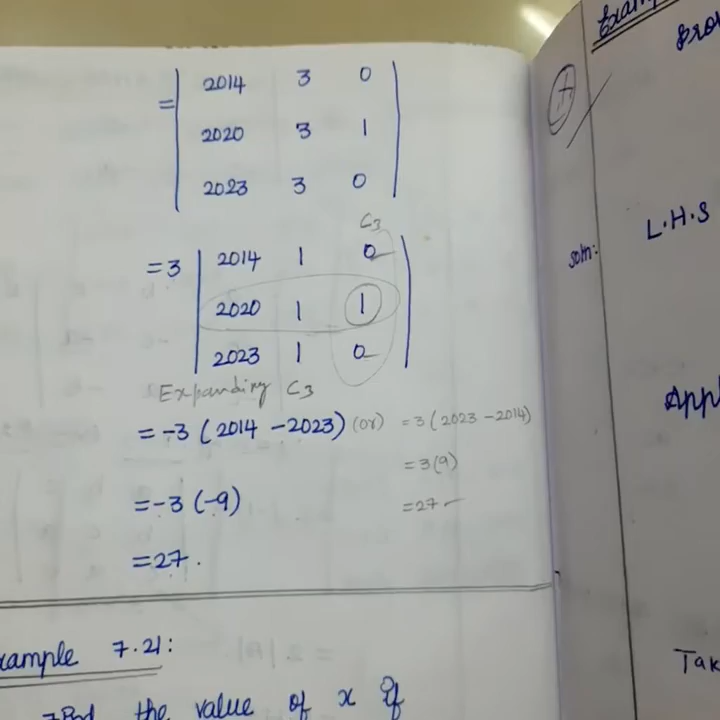 = | 2014 3 0 |
| 2020 3 1 |
| 2023 3 0 |
C3
= 3 | 2014 1 0 |
| 2020 1 1 |
| 2023 1 0 |
Expanding C3
= -3 (2014 - 2023) (or) = 3 (2023 - 2014)
= -3 (-9)
= 3 (9)
= 27.
= 27
Example 7.21:
the value of x if
L.H.S
Soln: